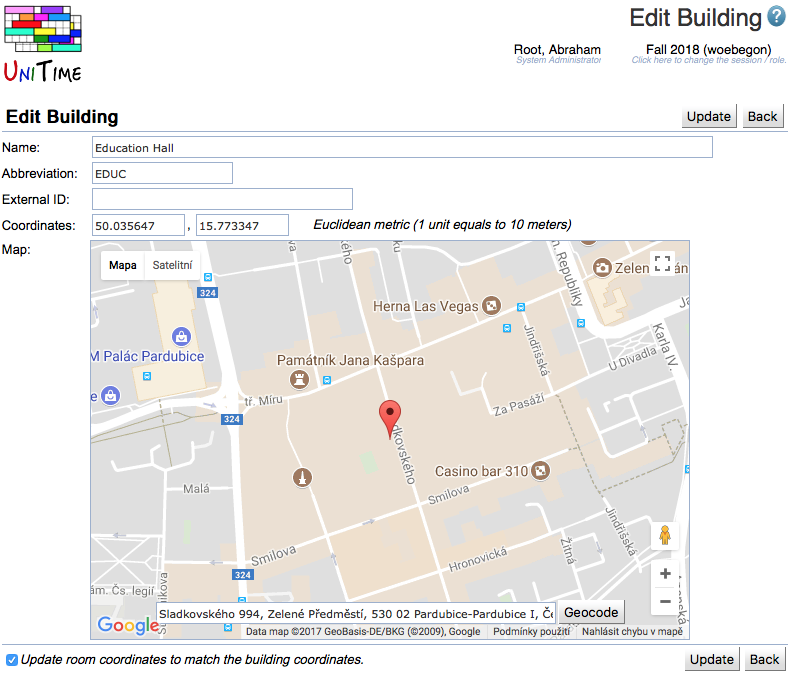 Edit Building
UNITIME
Root, Abraham
System Administrator
Fall 2018 (woebegon)
Click here to change the session / role.
Edit Building
Update
Back
Name:
Education Hall
Abbreviation:
EDUC
External ID:
Coordinates:
50.035647 , 15.773347
Euclidean metric (1 unit equals to 10 meters)
Map:
Mapa
Satelitní
324
Herna Las Vegas
Zelen
án
. Republiky
Jindřišská
Karla IV.
U Divadla
M Palác Pardubice
Památník Jana Kašpara
tř. Míru
324
Za Pasáží
dkovského
Casino bar 310
Smilova
Malá
Jindřišská
Smilova
Hronovická
Žitná
324
ám. Čs. legií
Sladkovského 994, Zelené Předměstí, 530 02 Pardubice-Pardubice I, Če
Geocode
Google
Data map ©2017 GeoBasis-DE/BKG (©2009), Google
Podmínky použití
Nahlásit chybu v mapě
Update room coordinates to match the building coordinates.
Update
Back